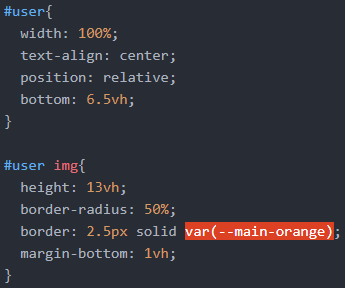 #user{
  width: 100%;
  text-align: center;
  position: relative;
  bottom: 6.5vh;
}

#user img{
  height: 13vh;
  border-radius: 50%;
  border: 2.5px solid var(--main-orange);
  margin-bottom: 1vh;
}